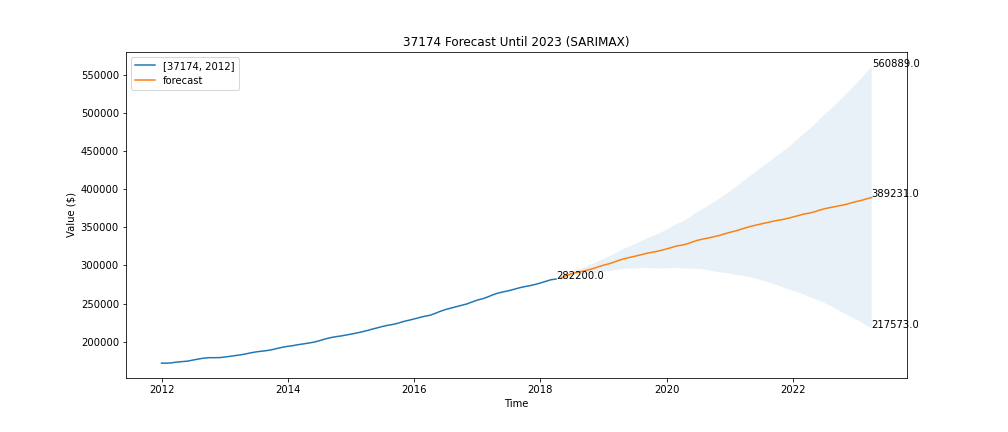 37174 Forecast Until 2023 (SARIMAX)
[37174, 2012]
forecast
560889.0
550000
500000
450000
400000
389231.0
350000
300000
282200.0
250000
217573.0
200000
Value ($)
2012 2014 2016 2018 2020 2022
Time